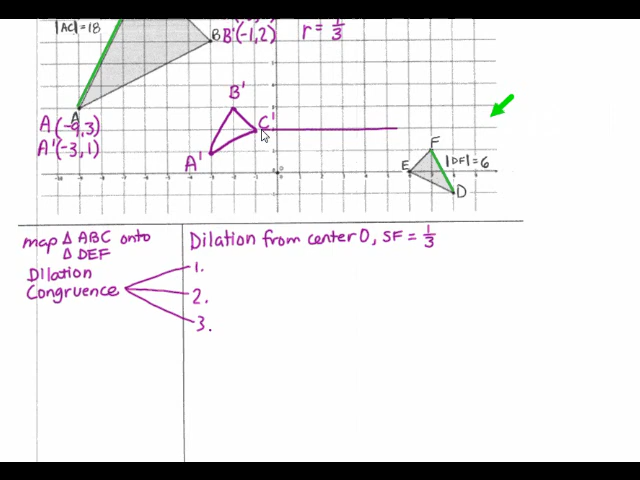 |AC|=18
B
B'(-1,2)
r = 1/3
B'
A
C'
A(-9,3)
A'(-3,1)
A'
F
E
|DF|=6
D
O
map △ ABC onto
△ DEF
Dilation from center O, SF = 1/3
Dilation
Congruence
1.
2.
3.